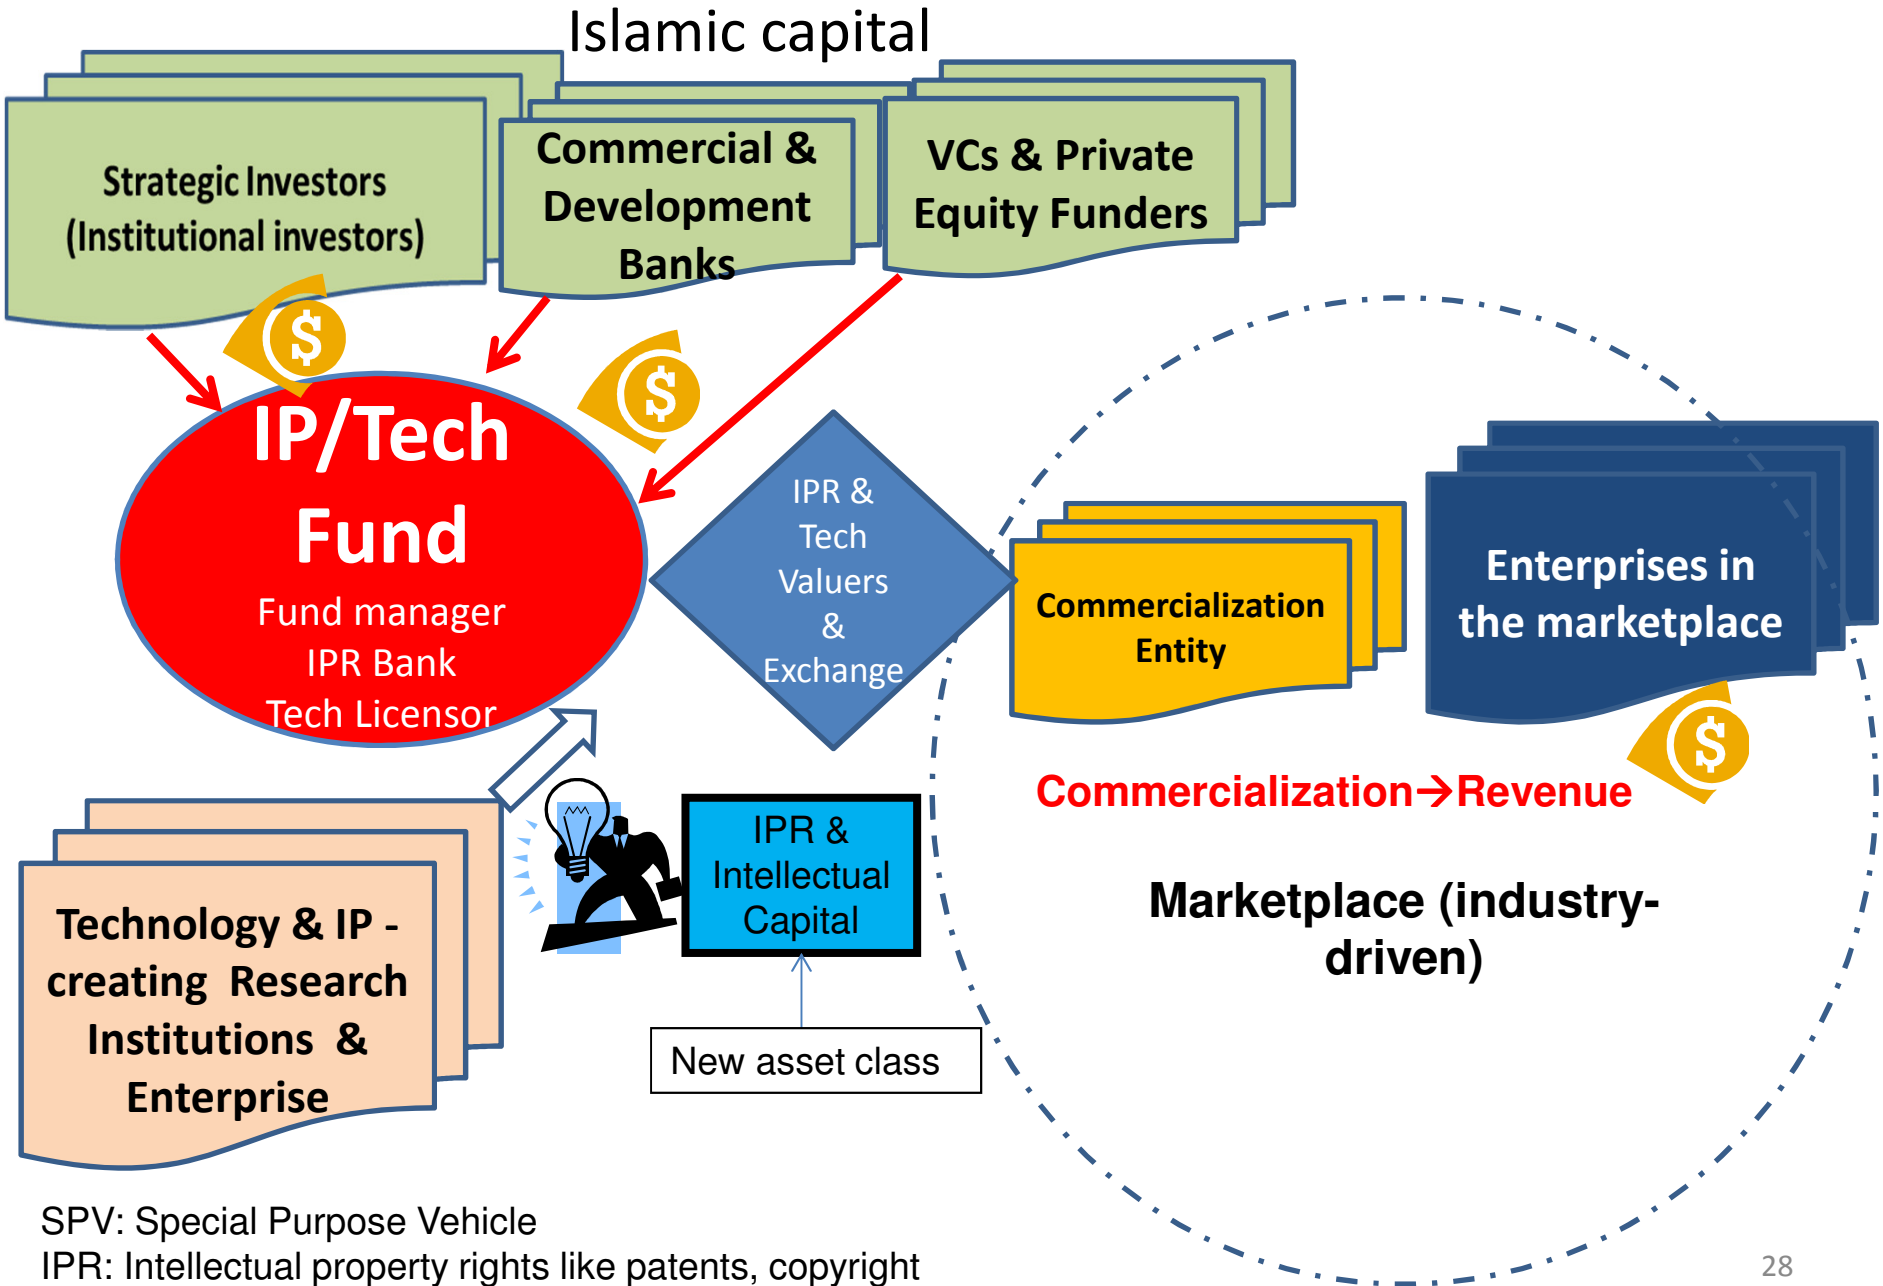 Islamic capital
Strategic Investors
(Institutional investors)
Commercial &
Development
Banks
VCs & Private
Equity Funders
$
$
IP/Tech
Fund
Fund manager
IPR Bank
Tech Licensor
IPR &
Tech
Valuers
&
Exchange
Commercialization
Entity
Enterprises in
the marketplace
$
Commercialization→Revenue
Marketplace (industry-
driven)
Technology & IP -
creating Research
Institutions &
Enterprise
IPR &
Intellectual
Capital
New asset class
SPV: Special Purpose Vehicle
IPR: Intellectual property rights like patents, copyright
28